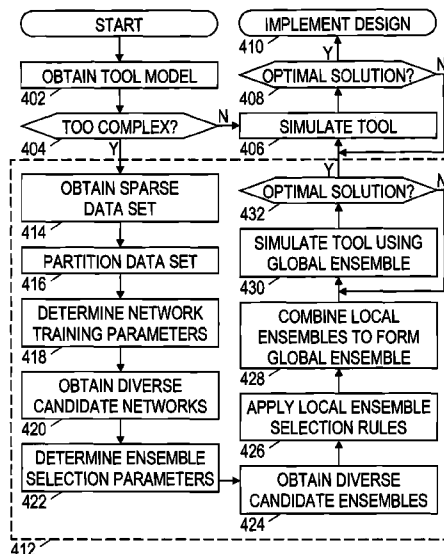 START
OBTAIN TOOL MODEL
402
TOO COMPLEX?
404
N
Y
OBTAIN SPARSE
DATA SET
414
PARTITION DATA SET
416
DETERMINE NETWORK
TRAINING PARAMETERS
418
OBTAIN DIVERSE
CANDIDATE NETWORKS
420
DETERMINE ENSEMBLE
SELECTION PARAMETERS
422
412
IMPLEMENT DESIGN
410
Y
N
OPTIMAL SOLUTION?
408
SIMULATE TOOL
406
Y
OPTIMAL SOLUTION?
N
432
SIMULATE TOOL USING
GLOBAL ENSEMBLE
430
COMBINE LOCAL
ENSEMBLES TO FORM
GLOBAL ENSEMBLE
428
APPLY LOCAL ENSEMBLE
SELECTION RULES
426
OBTAIN DIVERSE
CANDIDATE ENSEMBLES
424